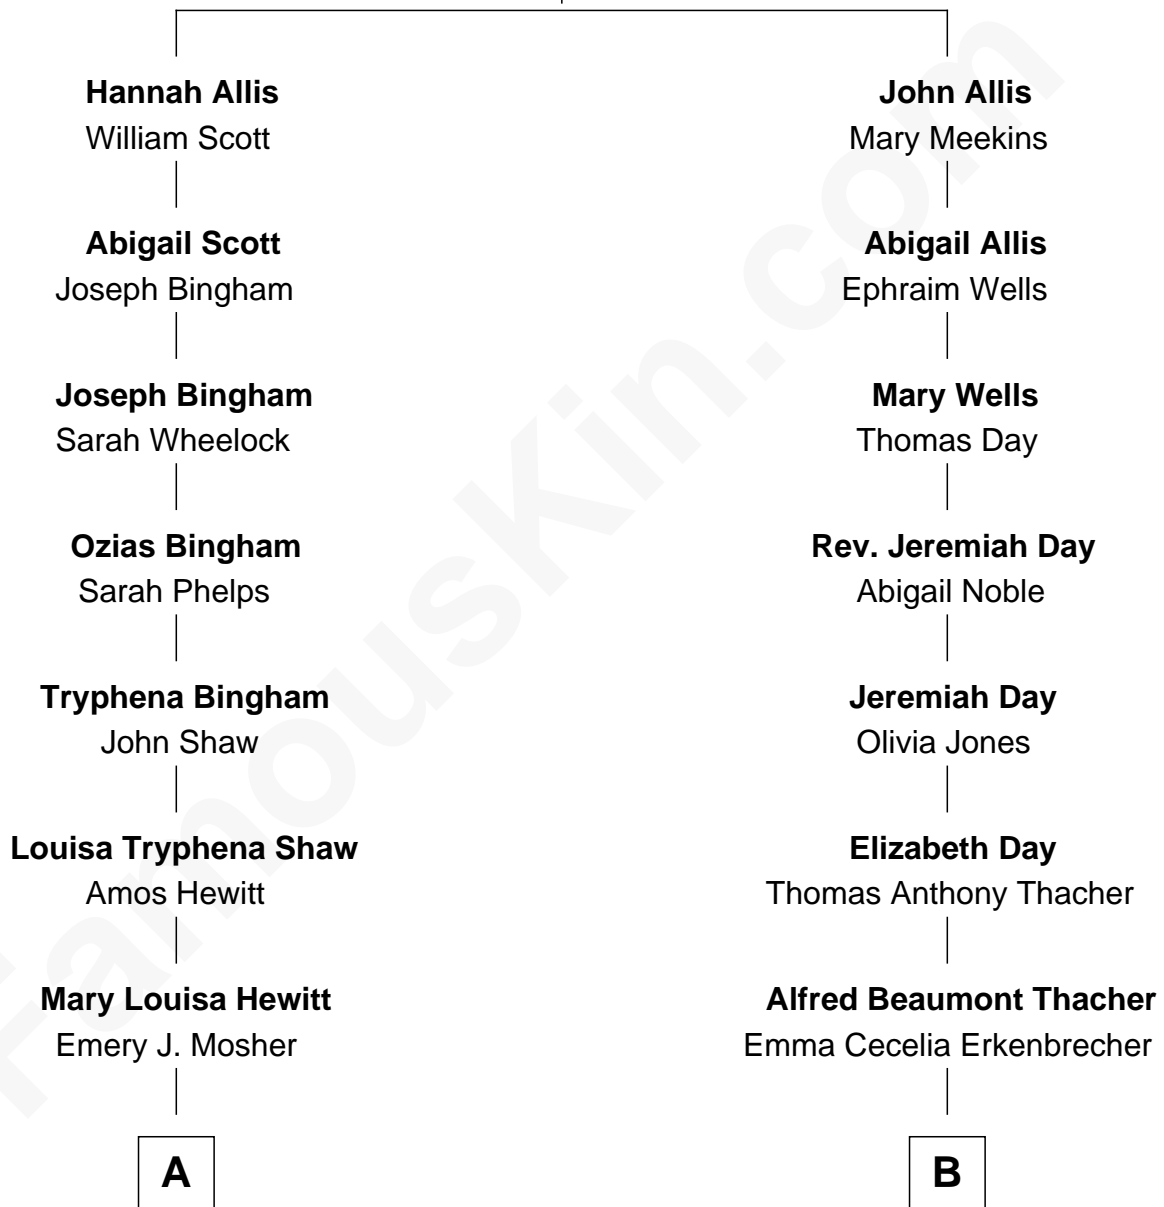 Hannah Allis
William Scott
Abigail Scott
Joseph Bingham
Joseph Bingham
Sarah Wheelock
Ozias Bingham
Sarah Phelps
Tryphena Bingham
John Shaw
Louisa Tryphena Shaw
Amos Hewitt
Mary Louisa Hewitt
Emery J. Mosher
A
John Allis
Mary Meekins
Abigail Allis
Ephraim Wells
Mary Wells
Thomas Day
Rev. Jeremiah Day
Abigail Noble
Jeremiah Day
Olivia Jones
Elizabeth Day
Thomas Anthony Thacher
Alfred Beaumont Thacher
Emma Cecelia Erkenbrecher
B
FamousKin.com